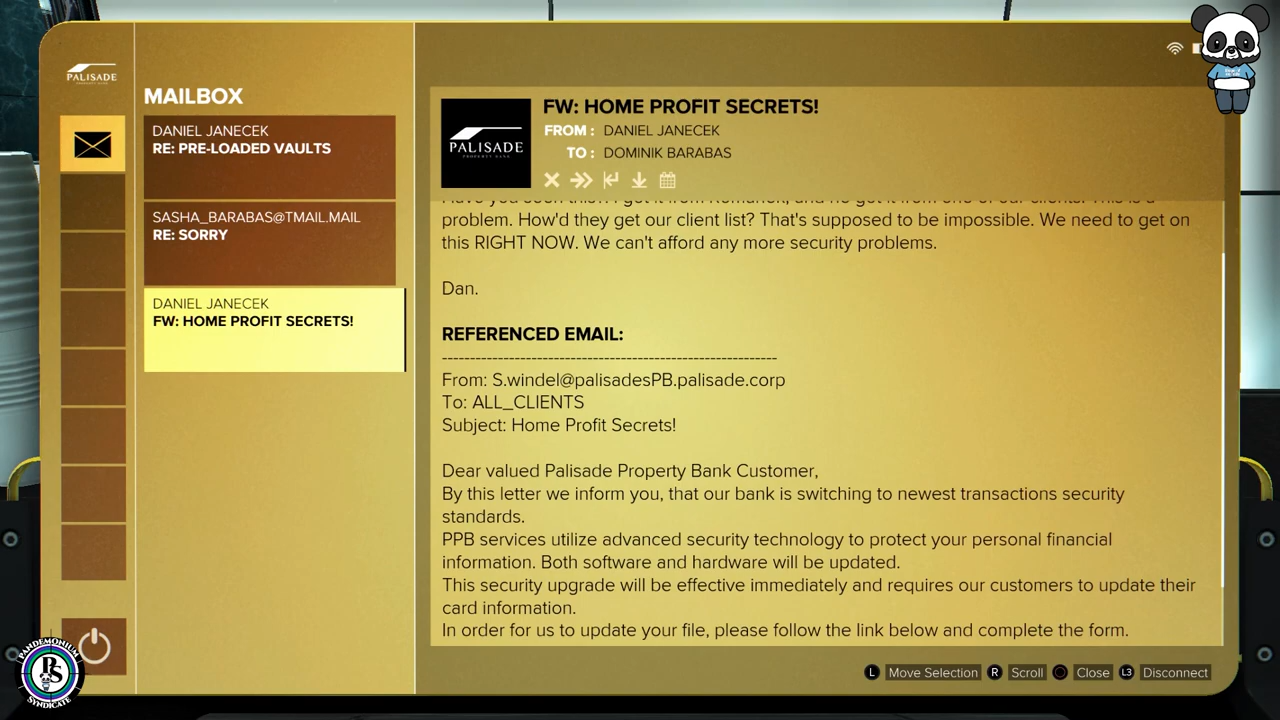 PALISADE
MAILBOX
DANIEL JANECEK
RE: PRE-LOADED VAULTS
SASHA_BARABAS@TMAIL.MAIL
RE: SORRY
DANIEL JANECEK
FW: HOME PROFIT SECRETS!
PALISADE
PROPERTY BANK
FW: HOME PROFIT SECRETS!
FROM : DANIEL JANECEK
TO : DOMINIK BARABAS
problem. How'd they get our client list? That's supposed to be impossible. We need to get on
this RIGHT NOW. We can't afford any more security problems.
Dan.
REFERENCED EMAIL:
------------------------------------------------------------
From: S.windel@palisadesPB.palisade.corp
To: ALL_CLIENTS
Subject: Home Profit Secrets!
Dear valued Palisade Property Bank Customer,
By this letter we inform you, that our bank is switching to newest transactions security
standards.
PPB services utilize advanced security technology to protect your personal financial
information. Both software and hardware will be updated.
This security upgrade will be effective immediately and requires our customers to update their
card information.
In order for us to update your file, please follow the link below and complete the form.
L Move Selection R Scroll Close L3 Disconnect
PANDEMONIUM
PS
SYNDICATE